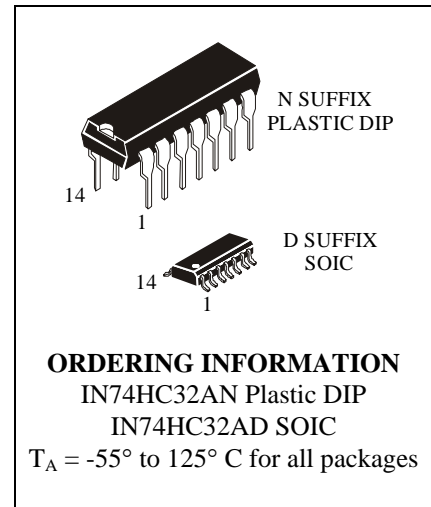 N SUFFIX
PLASTIC DIP
14
1
D SUFFIX
SOIC
14
1
ORDERING INFORMATION
IN74HC32AN Plastic DIP
IN74HC32AD SOIC
TA = -55° to 125° C for all packages